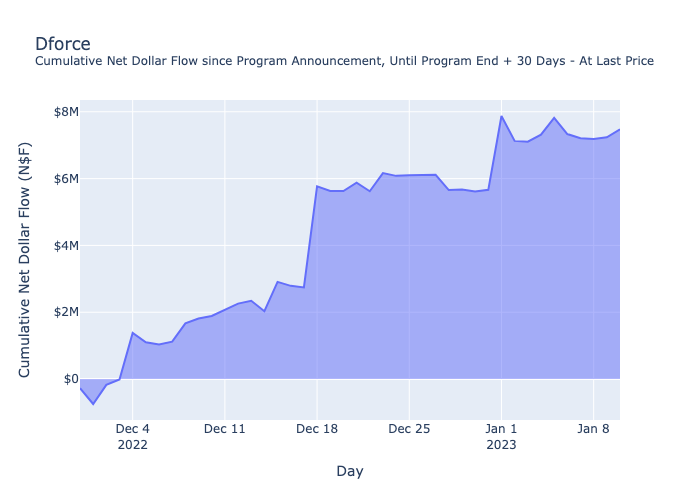 Dforce
Cumulative Net Dollar Flow since Program Announcement, Until Program End + 30 Days - At Last Price
Cumulative Net Dollar Flow (N$F)
$8M
$6M
$4M
$2M
$0
Dec 4
2022
Dec 11
Dec 18
Dec 25
Jan 1
2023
Jan 8
Day